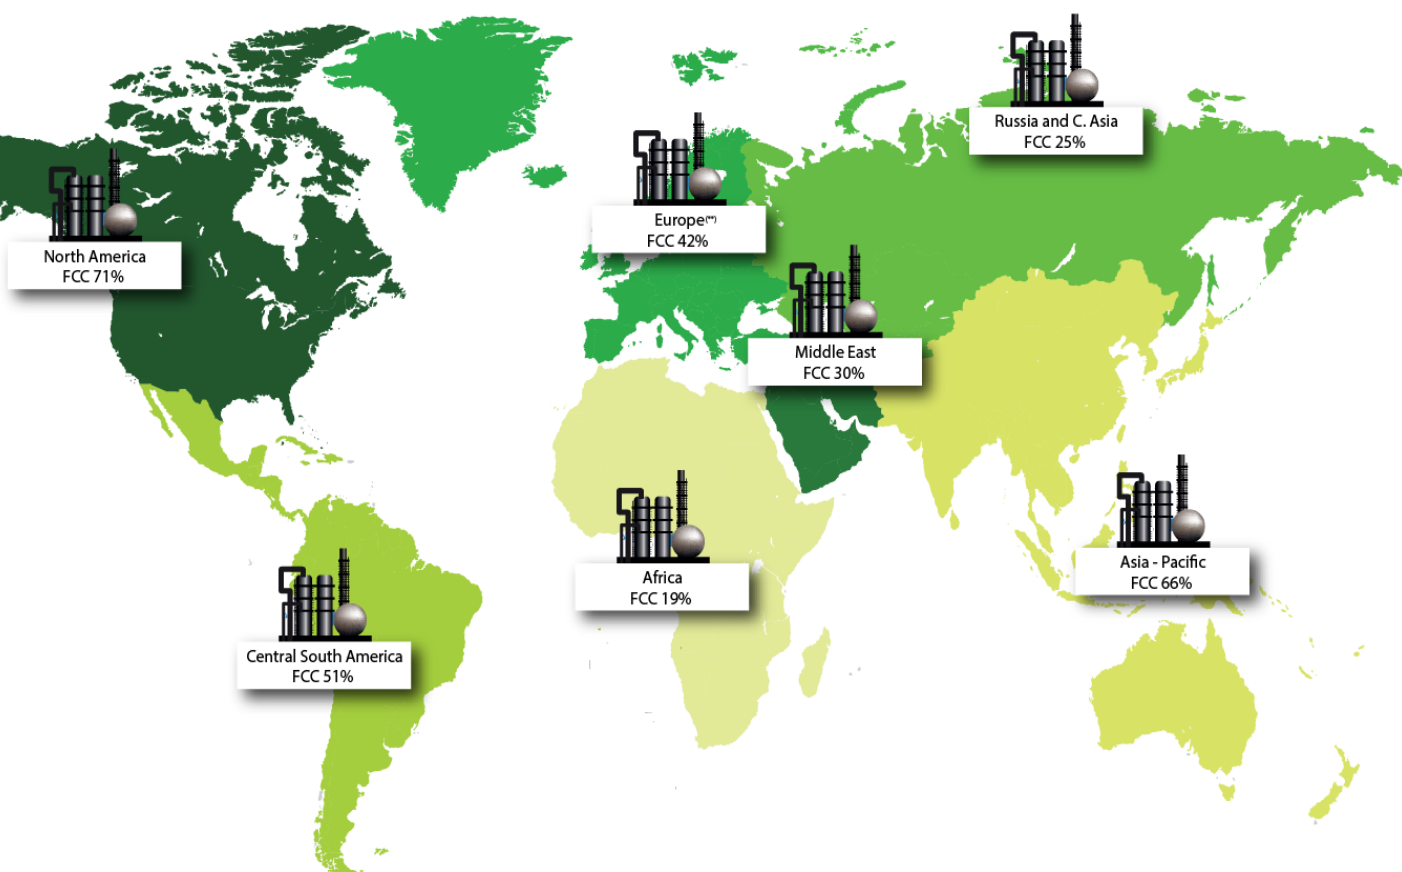 Russia and C. Asia
FCC 25%
Europe(**)
FCC 42%
North America
FCC 71%
Middle East
FCC 30%
Asia - Pacific
FCC 66%
Africa
FCC 19%
Central South America
FCC 51%